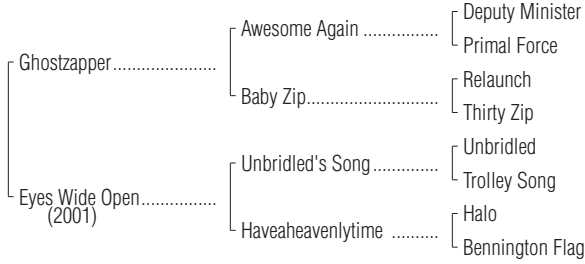 Deputy Minister
Awesome Again ................
Primal Force
Ghostzapper......................
Relaunch
Baby Zip............................
Thirty Zip
Unbridled
Unbridled's Song..............
Trolley Song
Eyes Wide Open................
(2001)
Halo
Haveaheavenlytime ..........
Bennington Flag